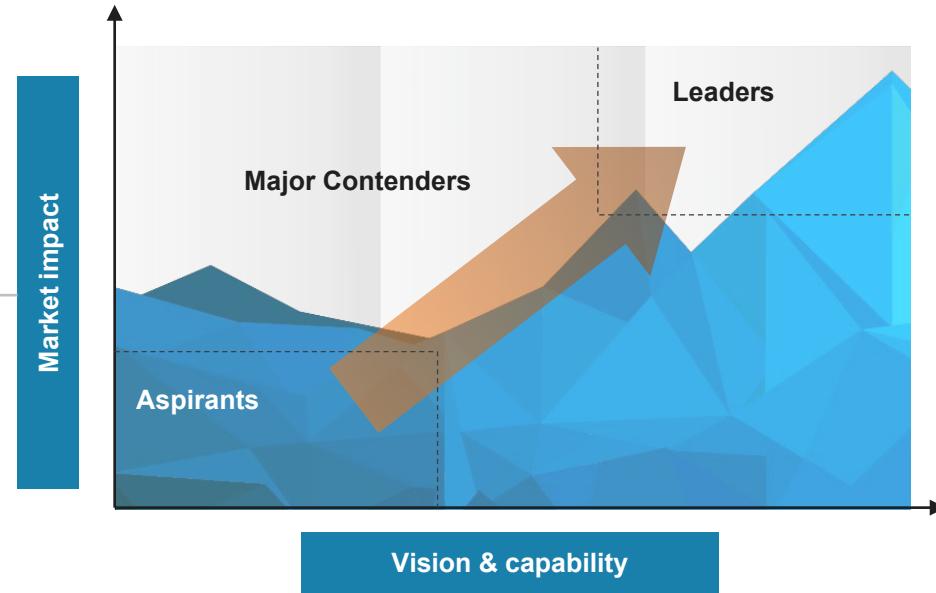 Leaders
Major Contenders
Market impact
Aspirants
Vision & capability